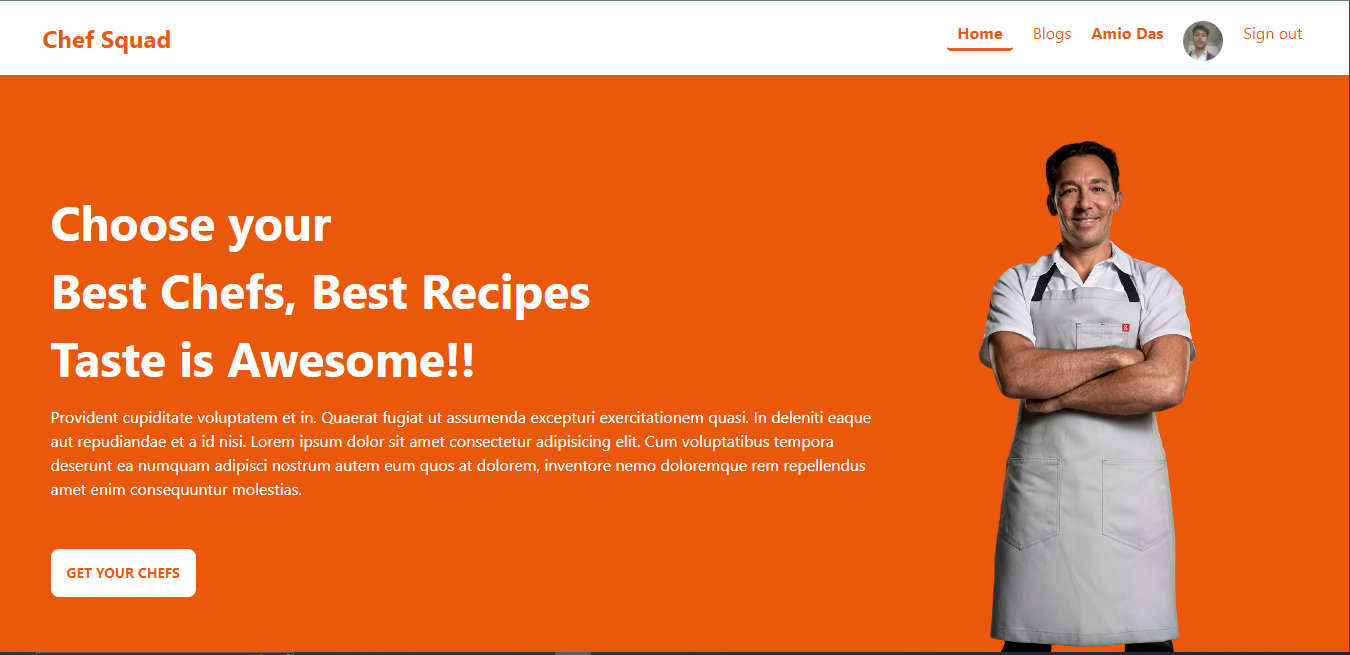 Chef Squad
Home Blogs Amio Das Sign out
Choose your
Best Chefs, Best Recipes
Taste is Awesome!!
Provident cupiditate voluptatem et in. Quaerat fugiat ut assumenda excepturi exercitationem quasi. In deleniti eaque
aut repudiandae et a id nisi. Lorem ipsum dolor sit amet consectetur adipisicing elit. Cum voluptatibus tempora
deserunt ea numquam adipisci nostrum autem eum quos at dolorem, inventore nemo doloremque rem repellendus
amet enim consequuntur molestias.
GET YOUR CHEFS